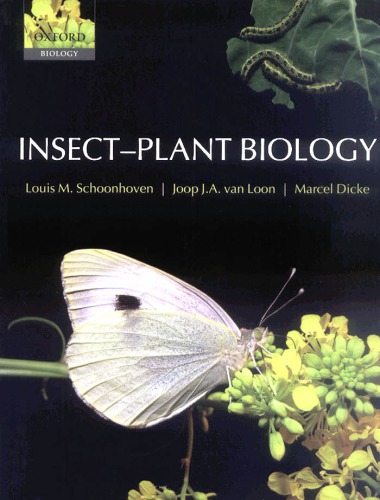 OXFORD
BIOLOGY
INSECT–PLANT BIOLOGY
Louis M. Schoonhoven | Joop J.A. van Loon | Marcel Dicke